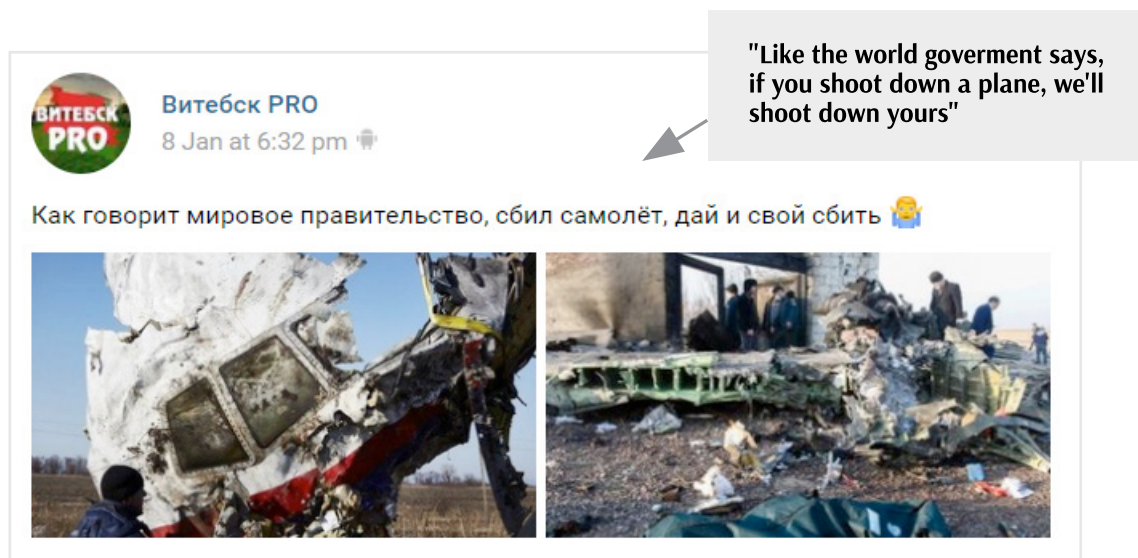 "Like the world goverment says,
if you shoot down a plane, we'll
shoot down yours"
ВИТЕБСК
PRO
Витебск PRO
8 Jan at 6:32 pm
Как говорит мировое правительство, сбил самолёт, дай и свой сбить 🤷‍♂️